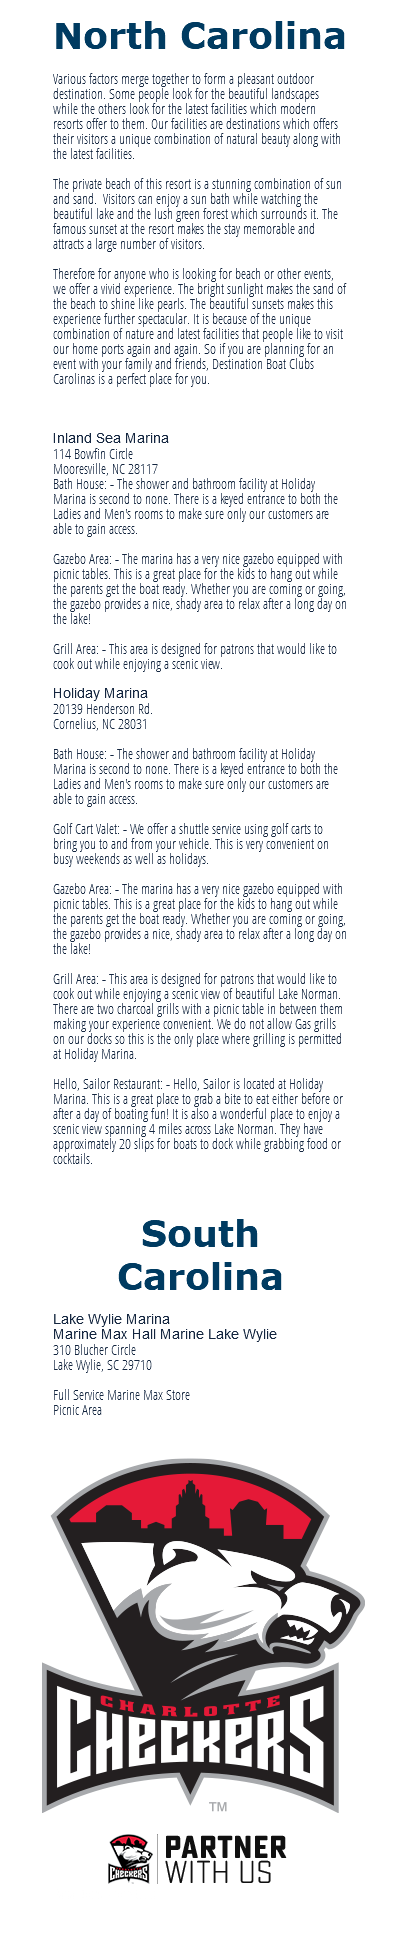 North Carolina
Various factors merge together to form a pleasant outdoor
destination. Some people look for the beautiful landscapes
while the others look for the latest facilities which modern
resorts offer to them. Our facilities are destinations which offers
their visitors a unique combination of natural beauty along with
the latest facilities.
The private beach of this resort is a stunning combination of sun
and sand. Visitors can enjoy a sun bath while watching the
beautiful lake and the lush green forest which surrounds it. The
famous sunset at the resort makes the stay memorable and
attracts a large number of visitors.
Therefore for anyone who is looking for beach or other events,
we offer a vivid experience. The bright sunlight makes the sand of
the beach to shine like pearls. The beautiful sunsets makes this
experience further spectacular. It is because of the unique
combination of nature and latest facilities that people like to visit
our home ports again and again. So if you are planning for an
event with your family and friends, Destination Boat Clubs
Carolinas is a perfect place for you.
Inland Sea Marina
114 Bowfin Circle
Mooresville, NC 28117
Bath House: - The shower and bathroom facility at Holiday
Marina is second to none. There is a keyed entrance to both the
Ladies and Men's rooms to make sure only our customers are
able to gain access.
Gazebo Area: - The marina has a very nice gazebo equipped with
picnic tables. This is a great place for the kids to hang out while
the parents get the boat ready. Whether you are coming or going,
the gazebo provides a nice, shady area to relax after a long day on
the lake!
Grill Area: - This area is designed for patrons that would like to
cook out while enjoying a scenic view.
Holiday Marina
20139 Henderson Rd.
Cornelius, NC 28031
Bath House: - The shower and bathroom facility at Holiday
Marina is second to none. There is a keyed entrance to both the
Ladies and Men's rooms to make sure only our customers are
able to gain access.
Golf Cart Valet: - We offer a shuttle service using golf carts to
bring you to and from your vehicle. This is very convenient on
busy weekends as well as holidays.
Gazebo Area: - The marina has a very nice gazebo equipped with
picnic tables. This is a great place for the kids to hang out while
the parents get the boat ready. Whether you are coming or going,
the gazebo provides a nice, shady area to relax after a long day on
the lake!
Grill Area: - This area is designed for patrons that would like to
cook out while enjoying a scenic view of beautiful Lake Norman.
There are two charcoal grills with a picnic table in between them
making your experience convenient. We do not allow Gas grills
on our docks so this is the only place where grilling is permitted
at Holiday Marina.
Hello, Sailor Restaurant: - Hello, Sailor is located at Holiday
Marina. This is a great place to grab a bite to eat either before or
after a day of boating fun! It is also a wonderful place to enjoy a
scenic view spanning 4 miles across Lake Norman. They have
approximately 20 slips for boats to dock while grabbing food or
cocktails.
South
Carolina
Lake Wylie Marina
Marine Max Hall Marine Lake Wylie
310 Blucher Circle
Lake Wylie, SC 29710
Full Service Marine Max Store
Picnic Area
CHARLOTTE
CHECKERS
TM
CHECKERS
PARTNER
WITH US